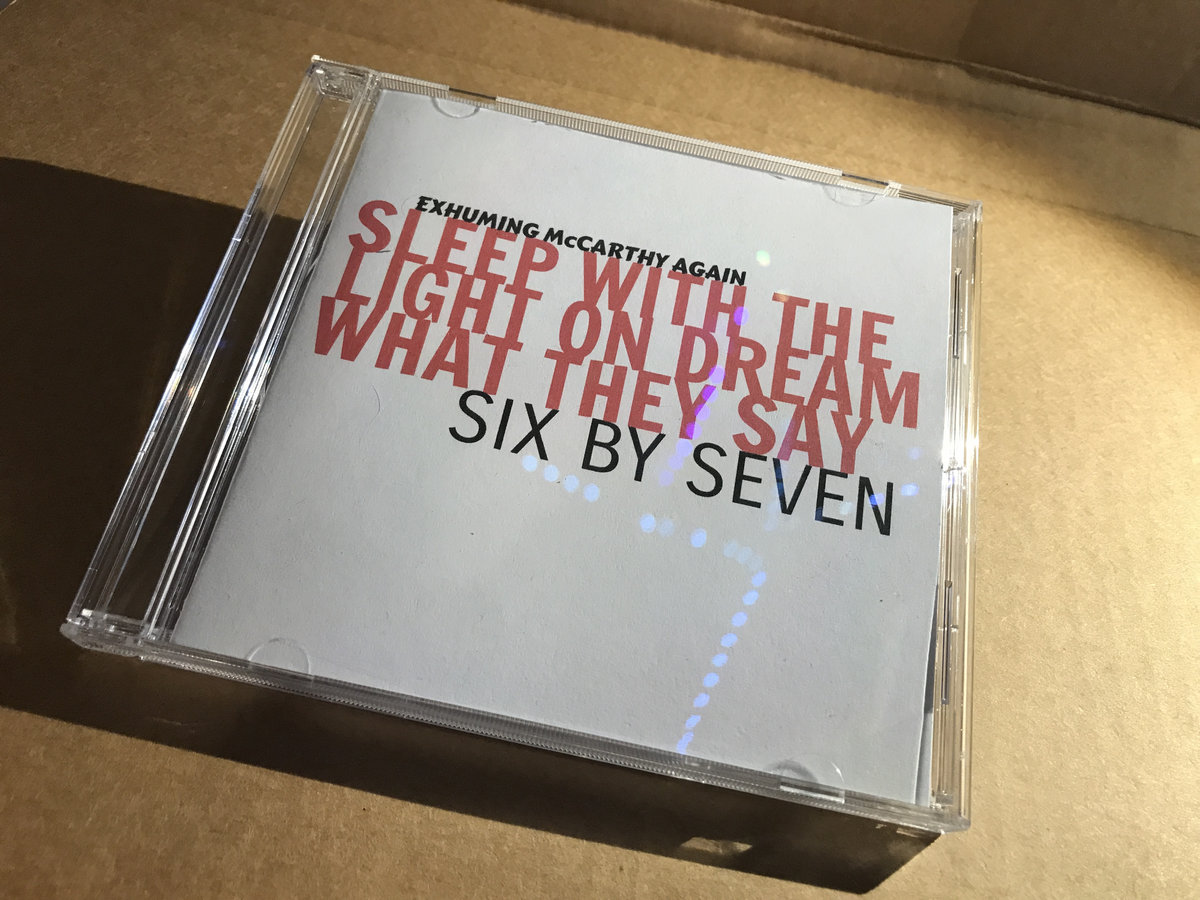 EXHUMING McCARTHY AGAIN
SLEEP WITH THE
LIGHT ON DREAM
WHAT THEY SAY
SIX BY SEVEN